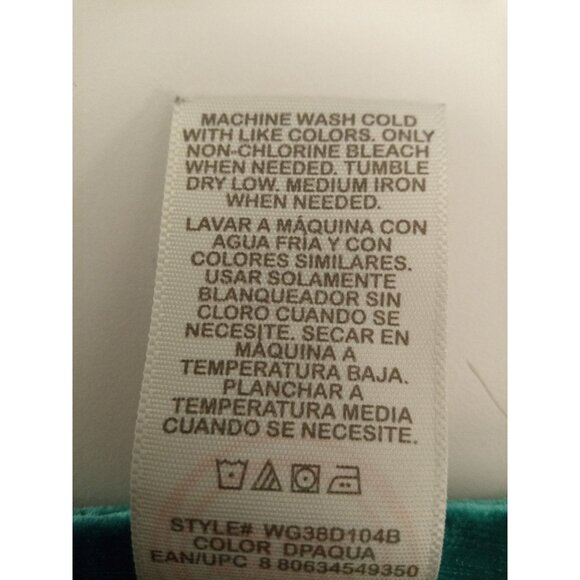 MACHINE WASH COLD
WITH LIKE COLORS. ONLY
NON-CHLORINE BLEACH
WHEN NEEDED. TUMBLE
DRY LOW. MEDIUM IRON
WHEN NEEDED.
LAVAR A MÁQUINA CON
AGUA FRÍA Y CON
COLORES SIMILARES.
USAR SOLAMENTE
BLANQUEADOR SIN
CLORO CUANDO SE
NECESITE. SECAR EN
MÁQUINA A
TEMPERATURA BAJA.
PLANCHAR A
TEMPERATURA MEDIA
CUANDO SE NECESITE.
STYLE# WG38D104B
COLOR DPAQUA
EAN/UPC 8 80634549350